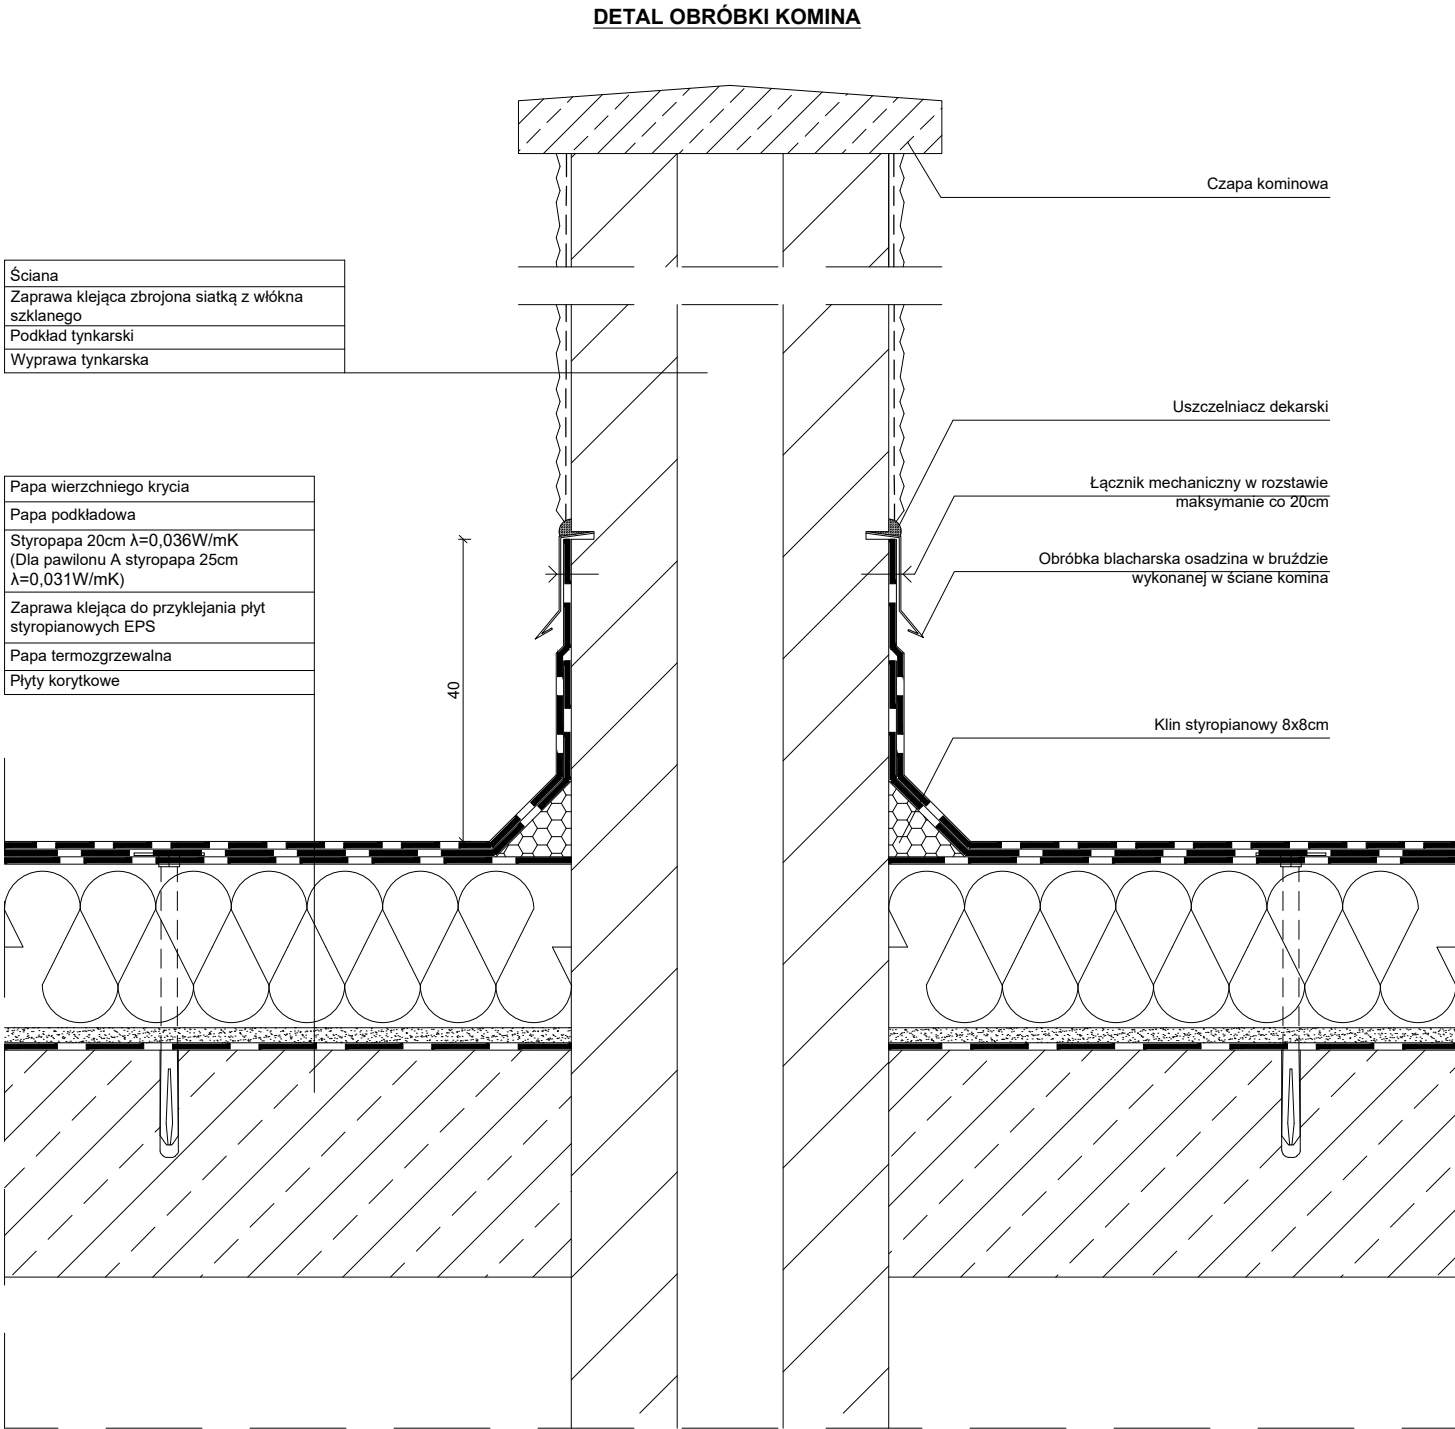 DETAL OBRÓBKI KOMINA
Czapa kominowa
Ściana
Zaprawa klejąca zbrojona siatką z włókna
szklanego
Podkład tynkarski
Wyprawa tynkarska
Uszczelniacz dekarski
Łącznik mechaniczny w rozstawie
maksymanie co 20cm
Obróbka blacharska osadzina w bruździe
wykonanej w ściane komina
Papa wierzchniego krycia
Papa podkładowa
Styropapa 20cm λ=0,036W/mK
(Dla pawilonu A styropapa 25cm
λ=0,031W/mK)
Zaprawa klejąca do przyklejania płyt
styropianowych EPS
Papa termozgrzewalna
Płyty korytkowe
40
Klin styropianowy 8x8cm